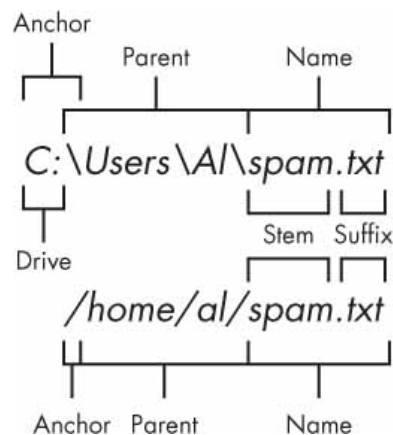 Anchor
Parent Name
C:\Users\Al\spam.txt
Stem Suffix
Drive
/home/al/spam.txt
Anchor Parent Name